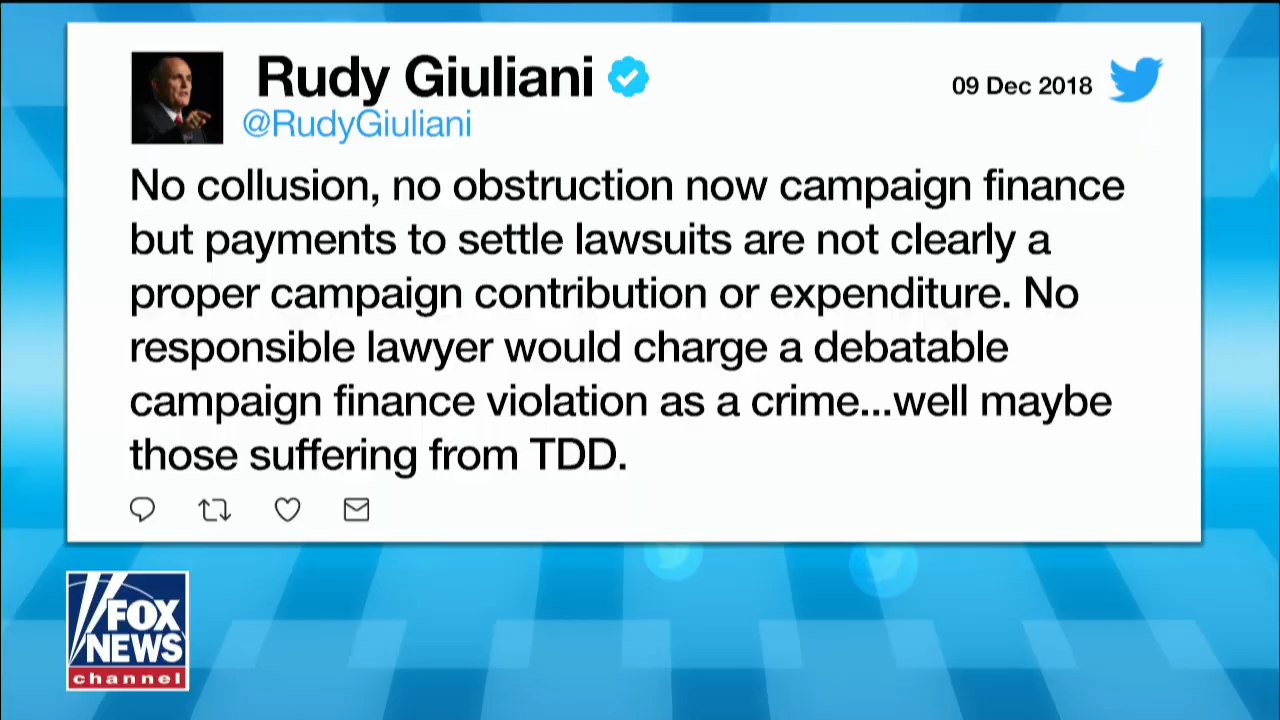 Rudy Giuliani
09 Dec 2018
@RudyGiuliani
No collusion, no obstruction now campaign finance
but payments to settle lawsuits are not clearly a
proper campaign contribution or expenditure. No
responsible lawyer would charge a debatable
campaign finance violation as a crime...well maybe
those suffering from TDD.
FOX
NEWS
channel